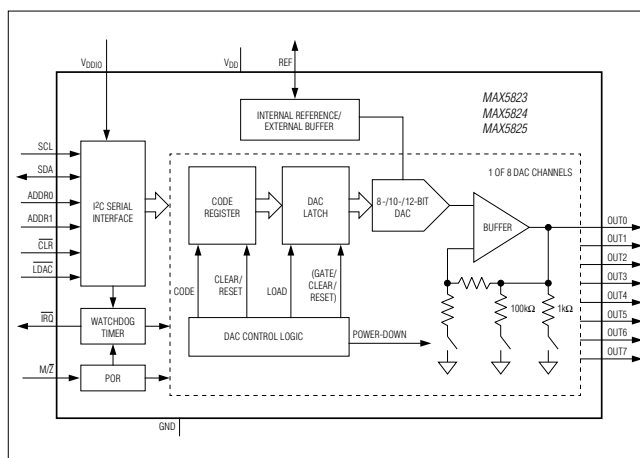 VDDIO
VDD
REF
INTERNAL REFERENCE/
EXTERNAL BUFFER
MAX5823
MAX5824
MAX5825
SCL
SDA
ADDR0
ADDR1
CLR
LDAC
IRQ
M/Z
I2C SERIAL
INTERFACE
WATCHDOG
TIMER
POR
1 OF 8 DAC CHANNELS
CODE
REGISTER
DAC
LATCH
8-/10-/12-BIT
DAC
BUFFER
CODE
CLEAR/
RESET
LOAD
(GATE/
CLEAR/
RESET)
DAC CONTROL LOGIC
POWER-DOWN
100kΩ
1kΩ
OUT0
OUT1
OUT2
OUT3
OUT4
OUT5
OUT6
OUT7
GND